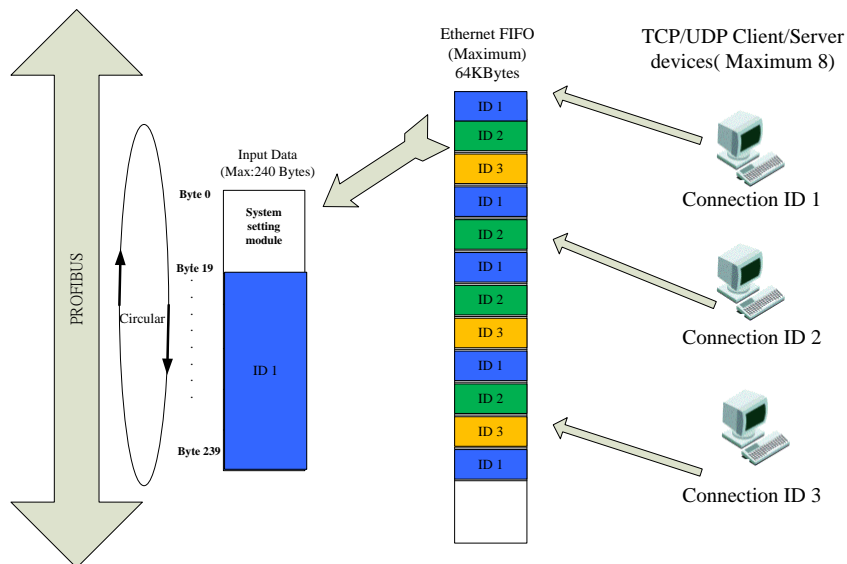 PROFIBUS
Circular
Input Data
(Max:240 Bytes)
Byte 0
System
setting
module
Byte 19
ID 1
Byte 239
Ethernet FIFO
(Maximum)
64KBytes
ID 1
ID 2
ID 3
ID 1
ID 2
ID 1
ID 2
ID 3
ID 1
ID 2
ID 3
ID 1
TCP/UDP Client/Server
devices( Maximum 8)
Connection ID 1
Connection ID 2
Connection ID 3